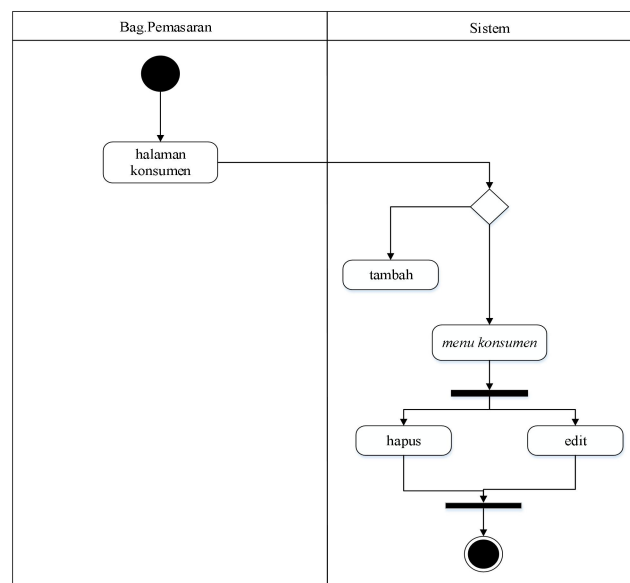 Bag.Pemasaran
Sistem
halaman
konsumen
tambah
menu konsumen
hapus
edit